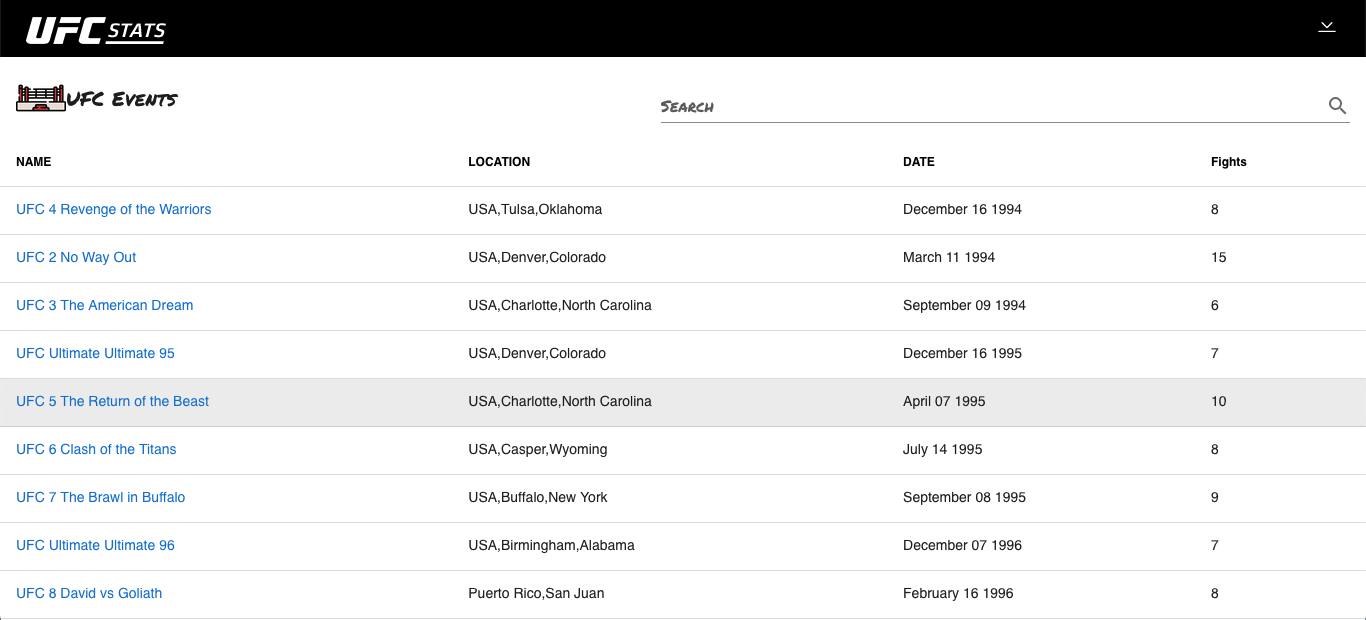 UFC STATS
UFC Events
Search
NAME LOCATION DATE Fights
UFC 4 Revenge of the Warriors USA,Tulsa,Oklahoma December 16 1994 8
UFC 2 No Way Out USA,Denver,Colorado March 11 1994 15
UFC 3 The American Dream USA,Charlotte,North Carolina September 09 1994 6
UFC Ultimate Ultimate 95 USA,Denver,Colorado December 16 1995 7
UFC 5 The Return of the Beast USA,Charlotte,North Carolina April 07 1995 10
UFC 6 Clash of the Titans USA,Casper,Wyoming July 14 1995 8
UFC 7 The Brawl in Buffalo USA,Buffalo,New York September 08 1995 9
UFC Ultimate Ultimate 96 USA,Birmingham,Alabama December 07 1996 7
UFC 8 David vs Goliath Puerto Rico,San Juan February 16 1996 8